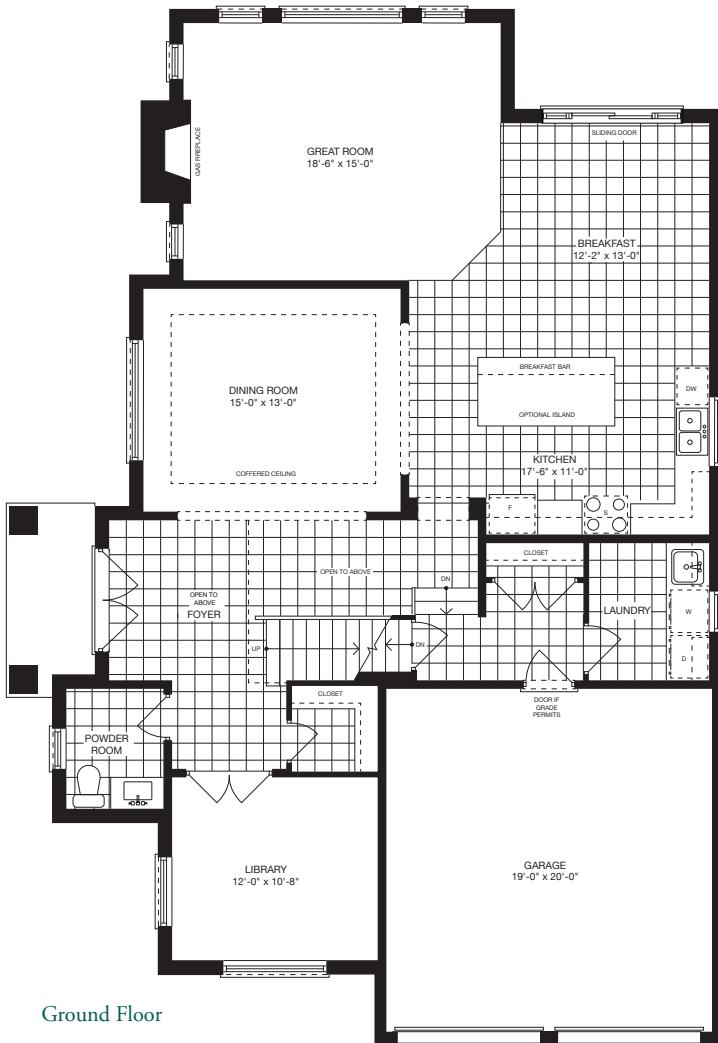 GAS FIREPLACE
GREAT ROOM
18'-6" x 15'-0"
SLIDING DOOR
BREAKFAST
12'-2" x 13'-0"
DINING ROOM
15'-0" x 13'-0"
COFFERED CEILING
BREAKFAST BAR
OPTIONAL ISLAND
DW
KITCHEN
17'-6" x 11'-0"
F
S
OPEN TO ABOVE
OPEN TO
ABOVE
FOYER
DN
CLOSET
LAUNDRY
W
D
UP
DN
CLOSET
DOOR IF
GRADE
PERMITS
POWDER
ROOM
LIBRARY
12'-0" x 10'-8"
GARAGE
19'-0" x 20'-0"
Ground Floor